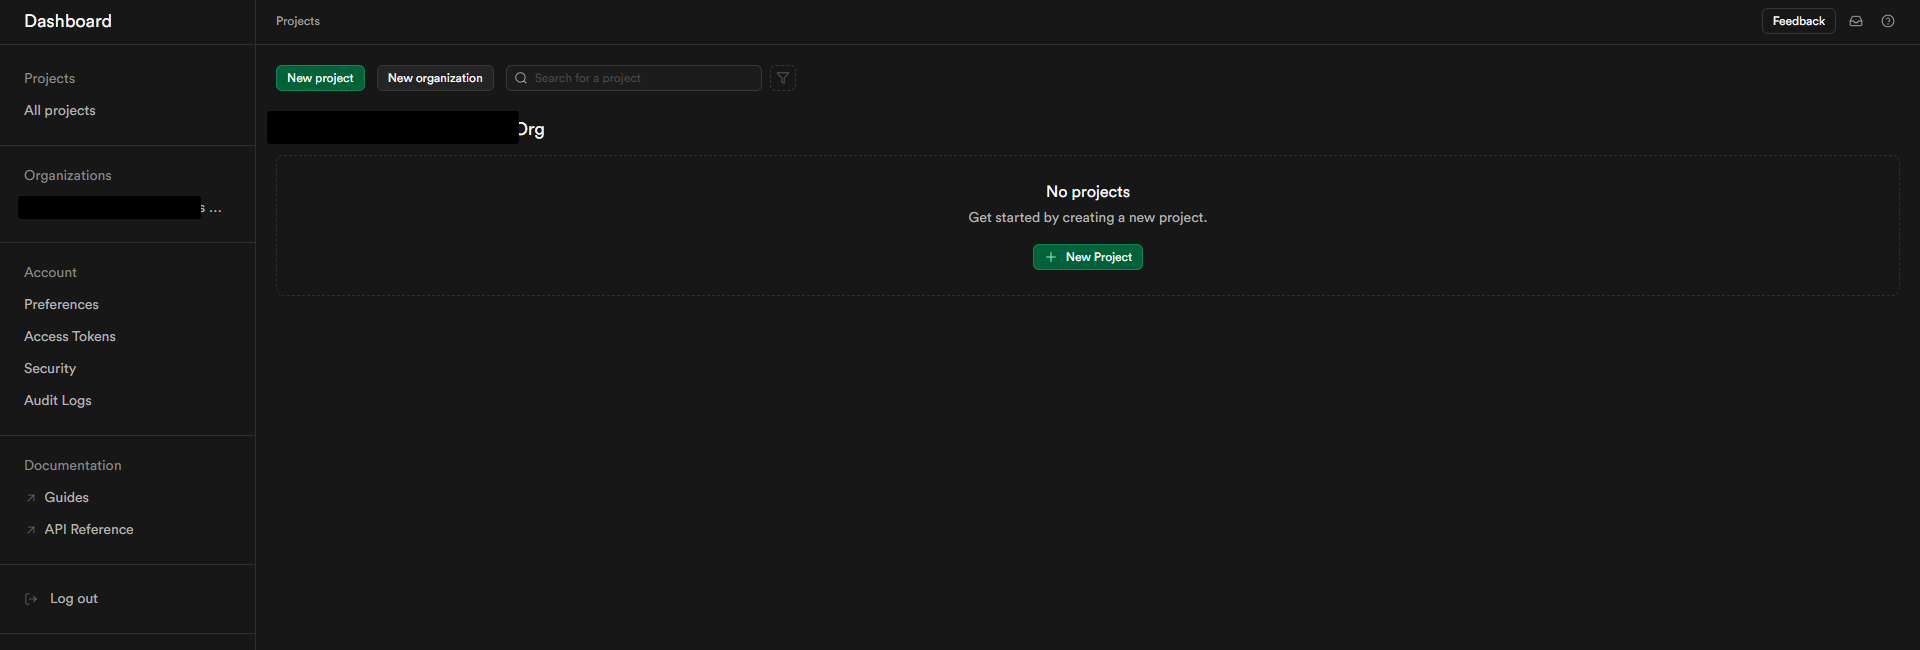 Dashboard
Projects
All projects
Organizations
s ...
Account
Preferences
Access Tokens
Security
Audit Logs
Documentation
Guides
API Reference
Log out
Projects
Feedback
New project
New organization
Search for a project
Org
No projects
Get started by creating a new project.
New Project